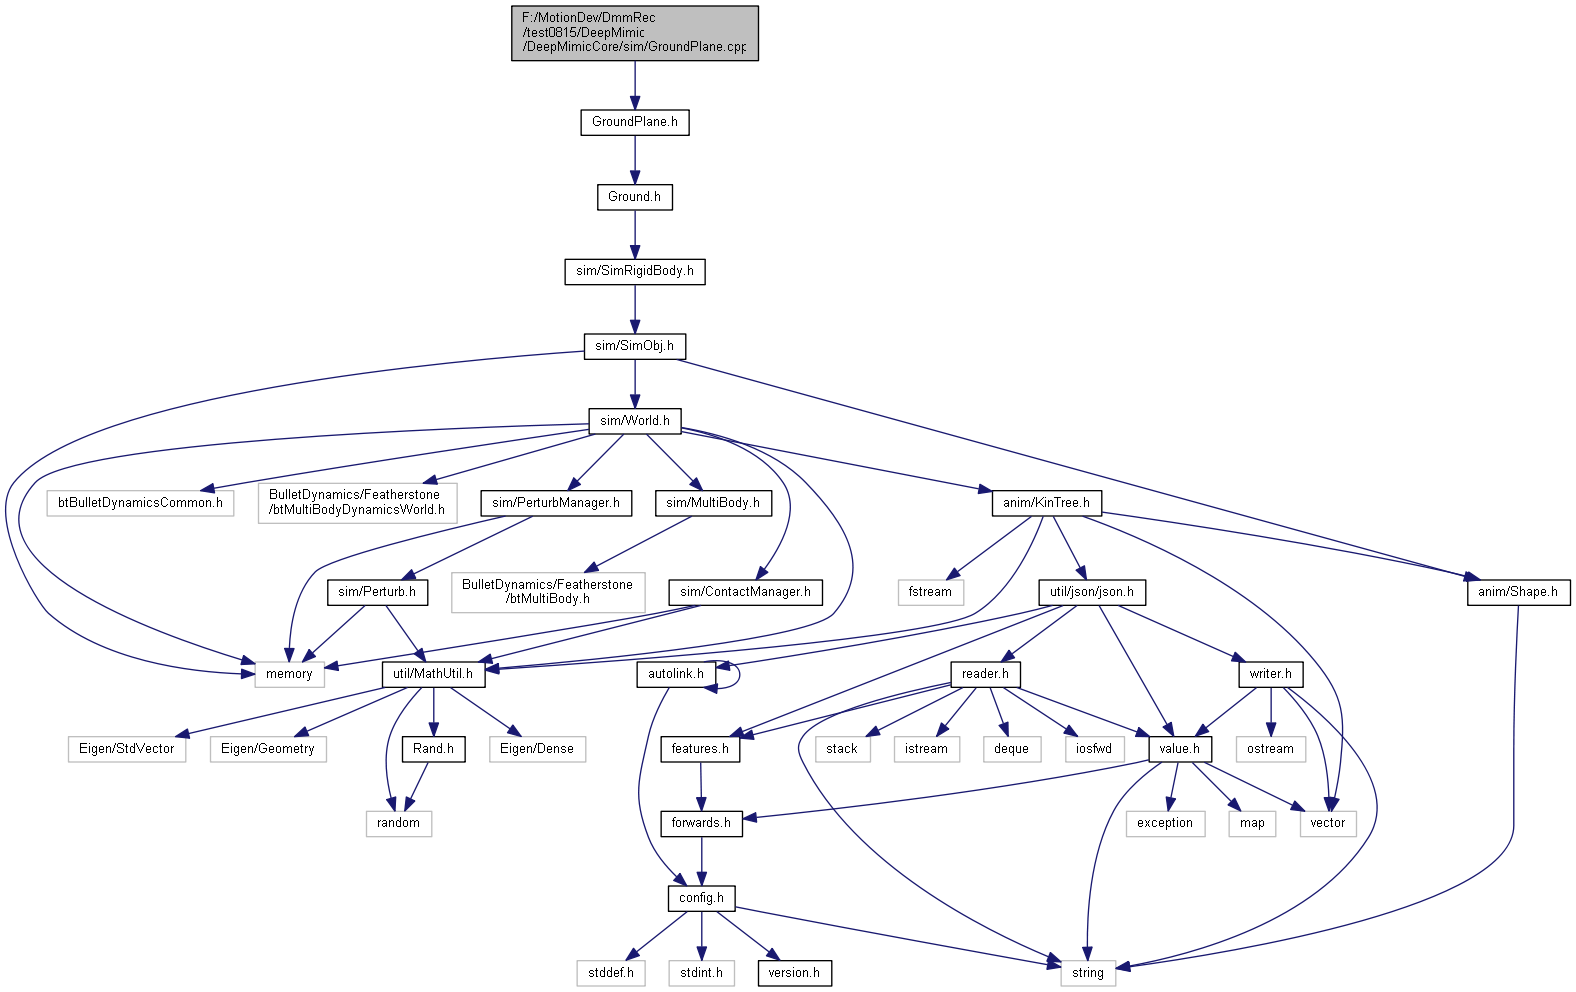 F:/MotionDev/DmmRec
/test0815/DeepMimic
/DeepMimicCore/sim/GroundPlane.cpp
GroundPlane.h
Ground.h
sim/SimRigidBody.h
sim/SimObj.h
sim/World.h
btBulletDynamicsCommon.h
BulletDynamics/Featherstone
/btMultiBodyDynamicsWorld.h
sim/PerturbManager.h
sim/MultiBody.h
anim/KinTree.h
sim/Perturb.h
BulletDynamics/Featherstone
/btMultiBody.h
sim/ContactManager.h
fstream
util/json/json.h
anim/Shape.h
memory
util/MathUtil.h
autolink.h
reader.h
writer.h
Eigen/StdVector
Eigen/Geometry
Rand.h
Eigen/Dense
features.h
stack
istream
deque
iosfwd
value.h
ostream
random
forwards.h
exception
map
vector
config.h
stddef.h
stdint.h
version.h
string